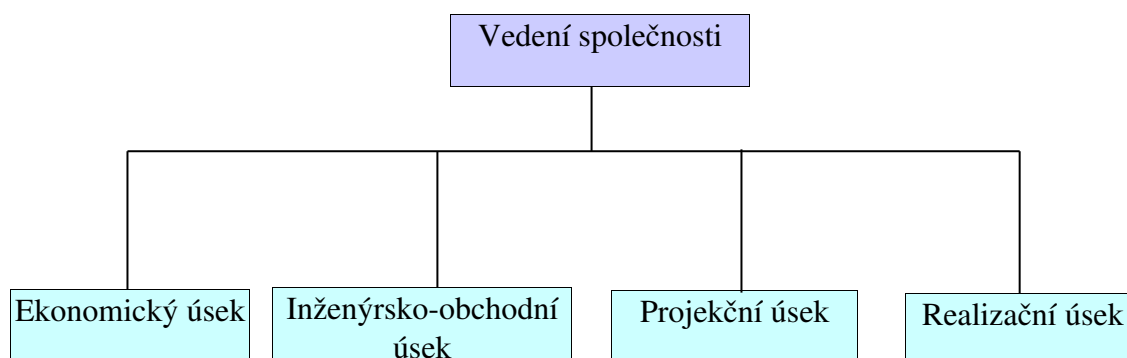 Vedení společnosti
Ekonomický úsek
Inženýrsko-obchodní
úsek
Projekční úsek
Realizační úsek